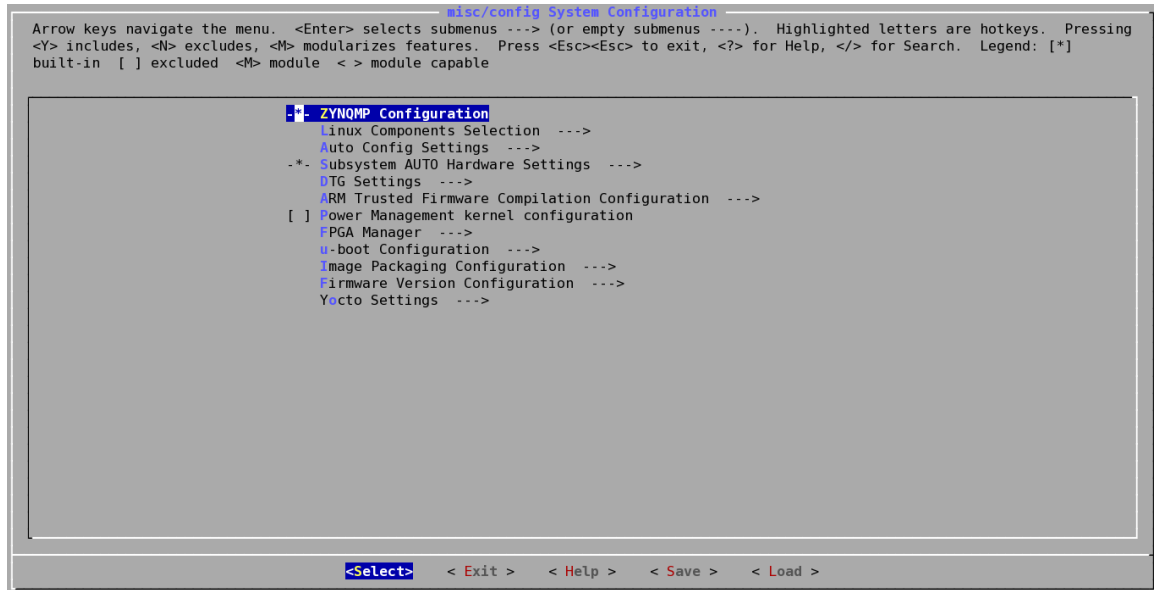 misc/config System Configuration
Arrow keys navigate the menu.  <Enter> selects submenus ---> (or empty submenus ----).  Highlighted letters are hotkeys.  Pressing
<Y> includes, <N> excludes, <M> modularizes features.  Press <Esc><Esc> to exit, <?> for Help, </> for Search.  Legend: [*]
built-in  [ ] excluded  <M> module  < > module capable
-*- ZYNQMP Configuration
Linux Components Selection  --->
Auto Config Settings  --->
-*- Subsystem AUTO Hardware Settings  --->
DTG Settings  --->
ARM Trusted Firmware Compilation Configuration  --->
[ ] Power Management kernel configuration
FPGA Manager  --->
u-boot Configuration  --->
Image Packaging Configuration  --->
Firmware Version Configuration  --->
Yocto Settings  --->
<Select>    < Exit >    < Help >    < Save >    < Load >